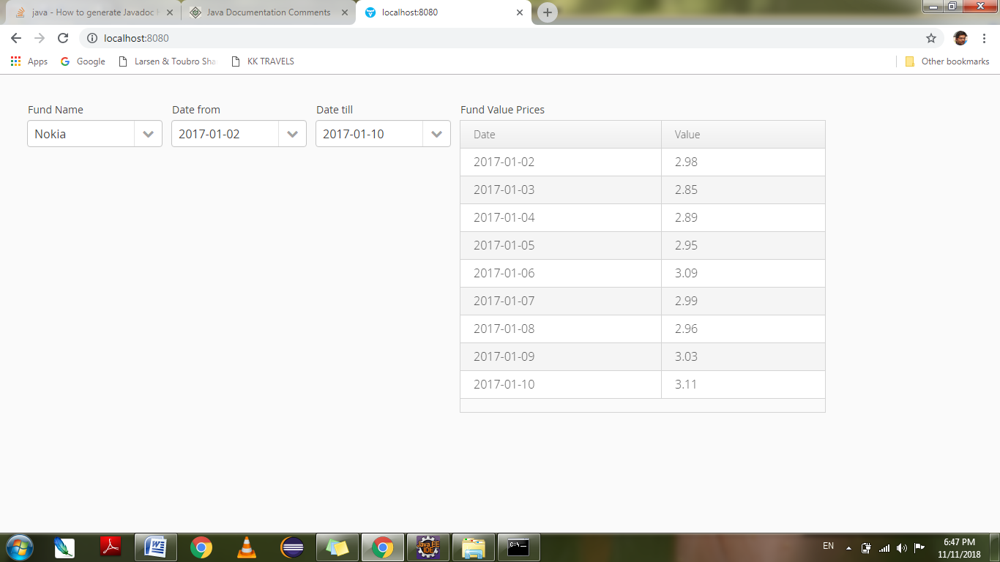 java - How to generate Javadoc
Java Documentation Comments
localhost:8080
localhost:8080
Apps
Google
Larsen & Toubro Sha
KK TRAVELS
Other bookmarks
Fund Name
Date from
Date till
Fund Value Prices
Nokia
2017-01-02
2017-01-10
Date Value
2017-01-02 2.98
2017-01-03 2.85
2017-01-04 2.89
2017-01-05 2.95
2017-01-06 3.09
2017-01-07 2.99
2017-01-08 2.96
2017-01-09 3.03
2017-01-10 3.11
Java EE
IDE
C:\
EN
6:47 PM
11/11/2018